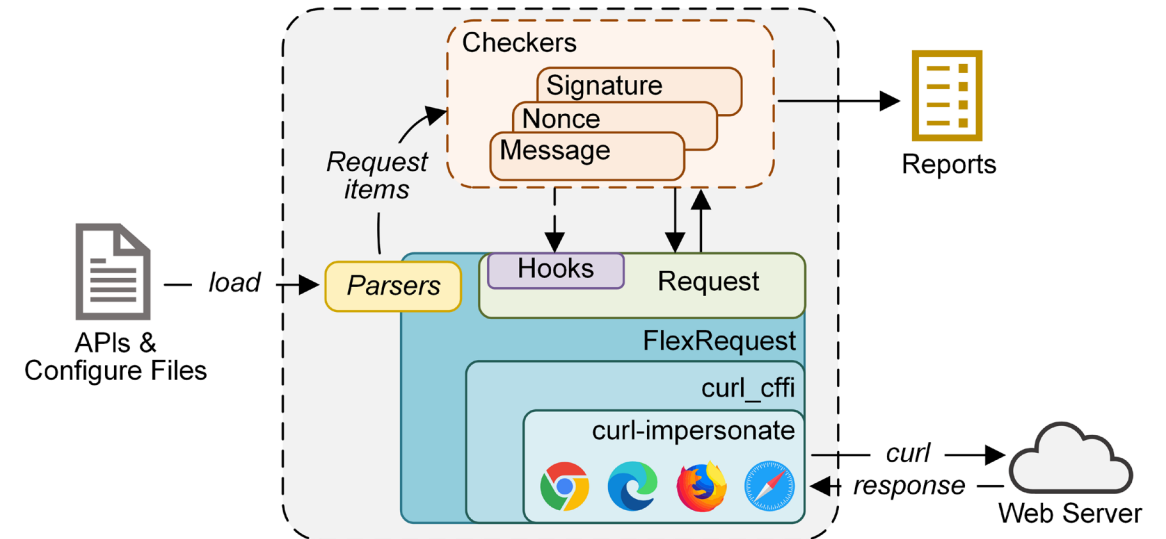 Checkers
Signature
Nonce
Message
Reports
Request
items
load
Parsers
Hooks
Request
APIs &
Configure Files
FlexRequest
curl_cffi
curl-impersonate
curl
response
Web Server